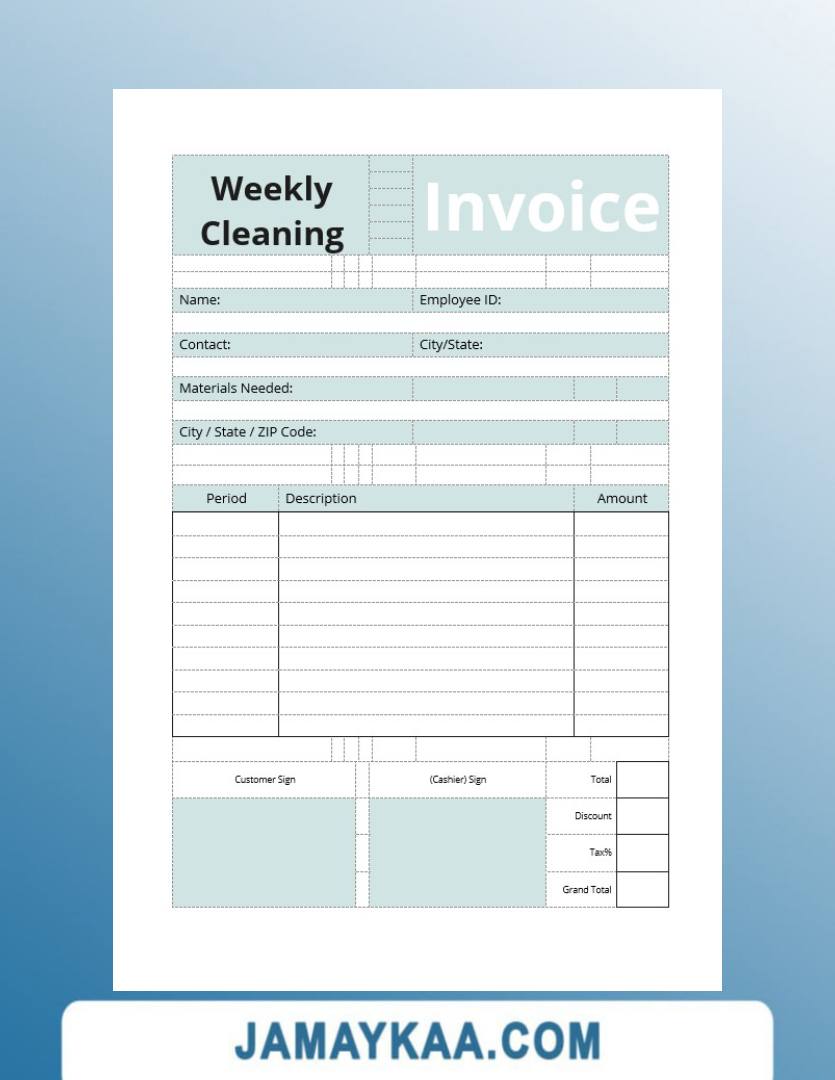 Weekly
Cleaning
Invoice
Name: Employee ID:
Contact: City/State:
Materials Needed:
City / State / ZIP Code:
Period Description Amount
Customer Sign (Cashier) Sign Total
Discount
Tax%
Grand Total
JAMAYKAA.COM